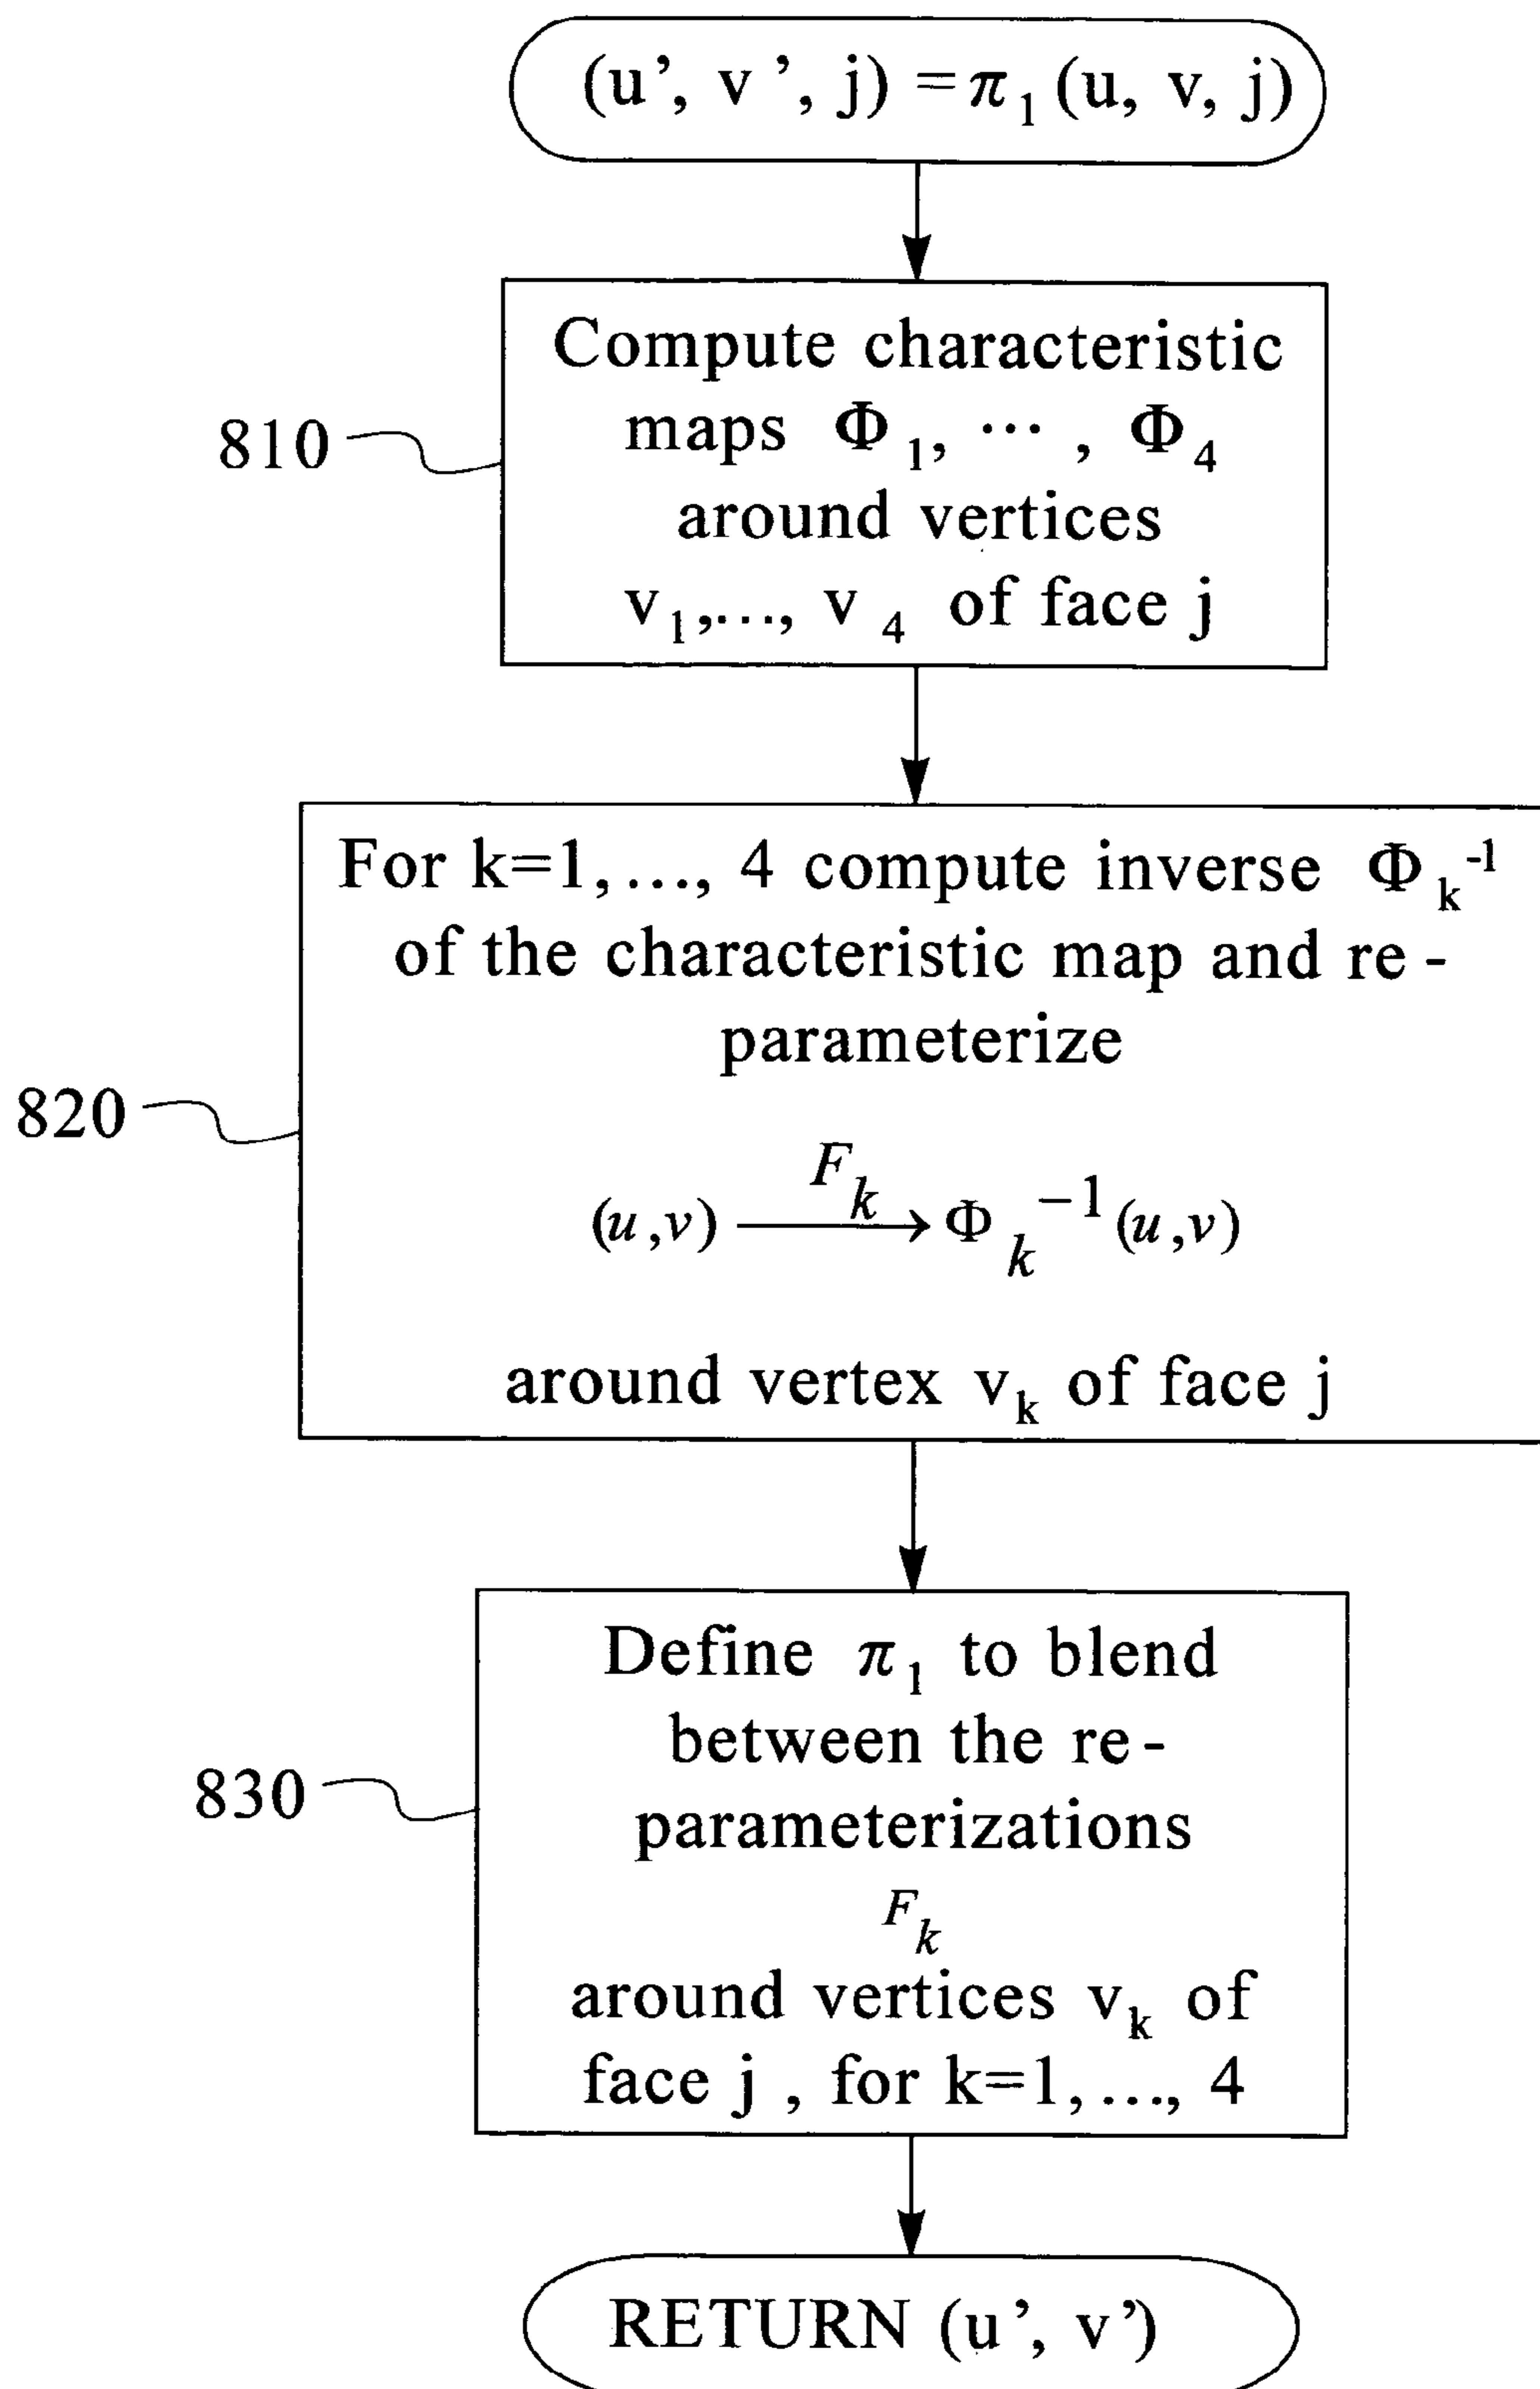 (u’, v’, j) = π₁ (u, v, j)
Compute characteristic
maps Φ₁, ⋯ , Φ₄
around vertices
v₁,..., v₄ of face j
810
For k=1,..., 4 compute inverse Φₖ⁻¹
of the characteristic map and re-
parameterize
820
Fₖ
(u,v) ⟶ Φₖ⁻¹(u,v)
around vertex vₖ of face j
Define π₁ to blend
between the re-
parameterizations
830
Fₖ
around vertices vₖ of
face j , for k=1,..., 4
RETURN (u’, v’)